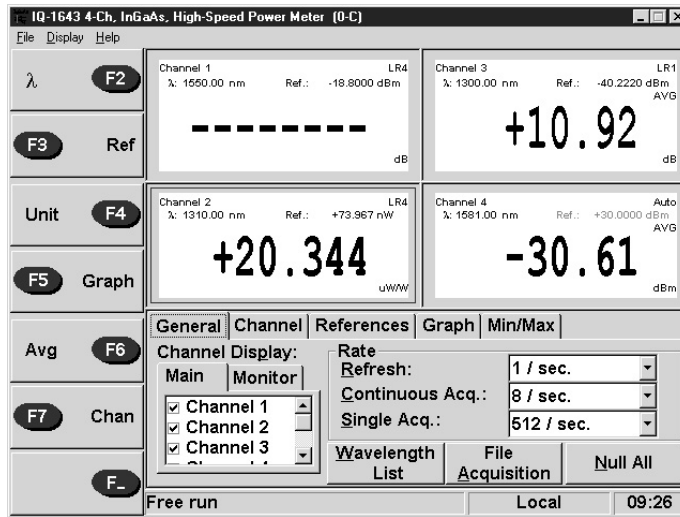 IQ-1643 4-Ch, InGaAs, High-Speed Power Meter (0-C)
File Display Help
λ F2
F3 Ref
Unit F4
F5 Graph
Avg F6
F7 Chan
F_
Channel 1 LR4
λ: 1550.00 nm Ref.: -18.8000 dBm
--------
dB
Channel 3 LR1
λ: 1300.00 nm Ref.: -40.2220 dBm
AVG
+10.92
dB
Channel 2 LR4
λ: 1310.00 nm Ref.: +73.967 nW
+20.344
uW/W
Channel 4 Auto
λ: 1581.00 nm Ref.: +30.0000 dBm
AVG
-30.61
dBm
General Channel References Graph Min/Max
Channel Display:
Main Monitor
Channel 1
Channel 2
Channel 3
Rate
Refresh: 1 / sec.
Continuous Acq.: 8 / sec.
Single Acq.: 512 / sec.
Wavelength List
File Acquisition
Null All
Free run Local 09:26